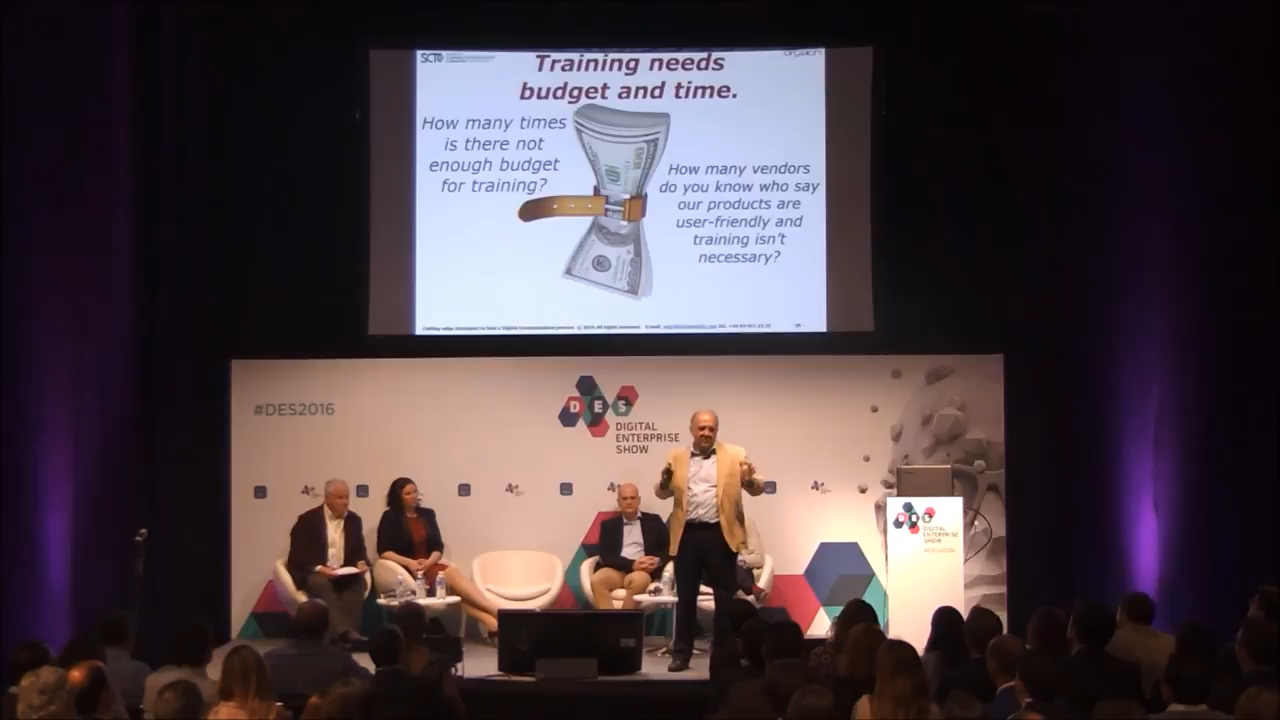 SCTO
Training needs
budget and time.
How many times
is there not
enough budget
for training?
How many vendors
do you know who say
our products are
user-friendly and
training isn't
necessary?
#DES2016
D E S
DIGITAL
ENTERPRISE
SHOW
D E S
DIGITAL
ENTERPRISE
SHOW
#DES2016